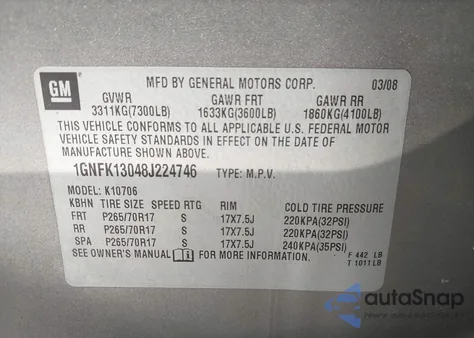 GM
MFD BY GENERAL MOTORS CORP. 03/08
GVWR GAWR FRT GAWR RR
3311KG(7300LB) 1633KG(3600LB) 1860KG(4100LB)
THIS VEHICLE CONFORMS TO ALL APPLICABLE U.S. FEDERAL MOTOR
VEHICLE SAFETY STANDARDS IN EFFECT ON THE DATE OF
MANUFACTURE SHOWN ABOVE.
1GNFK13048J224746 TYPE: M.P.V.
MODEL: K10706
KBHN TIRE SIZE SPEED RTG RIM COLD TIRE PRESSURE
FRT P265/70R17 S 17X7.5J 220KPA(32PSI)
RR P265/70R17 S 17X7.5J 220KPA(32PSI)
SPA P265/70R17 S 17X7.5J 240KPA(35PSI)
SEE OWNER'S MANUAL FOR MORE INFORMATION. F 442 LB
T 1011 LB
autoSnap
Powered by CarsDB